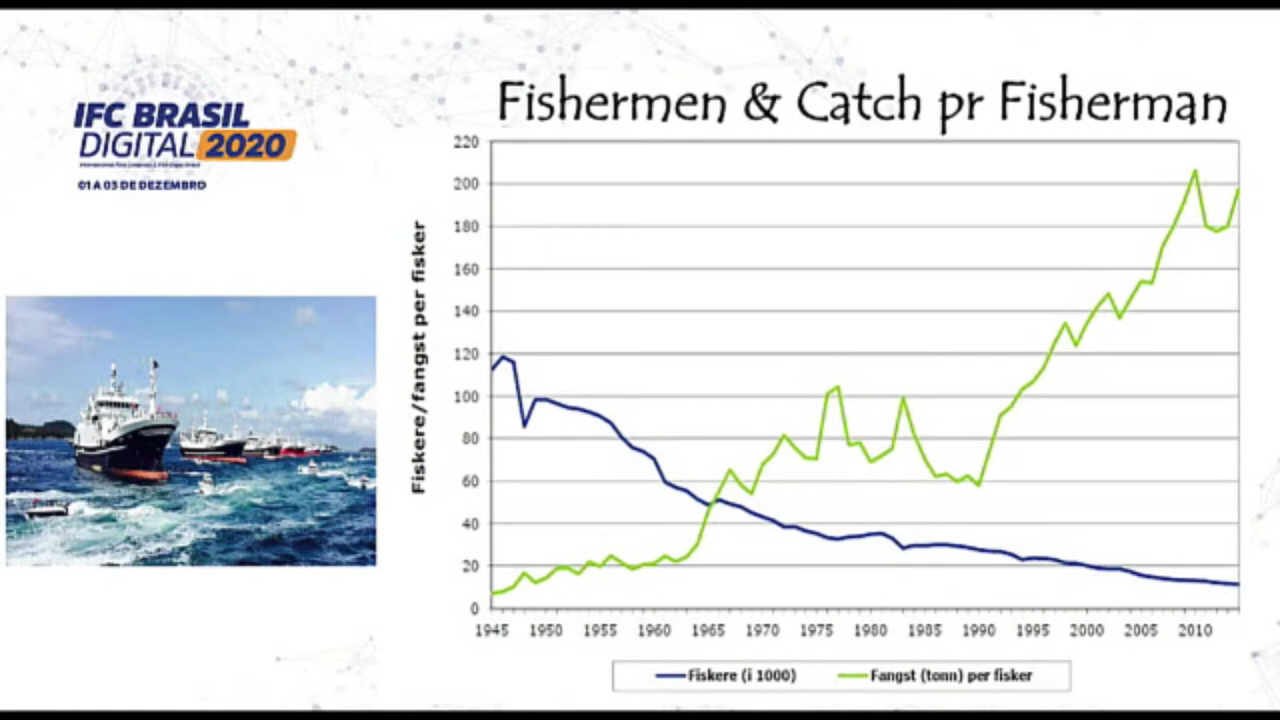 IFC BRASIL
DIGITAL 2020
01 A 03 DE DEZEMBRO
Fishermen & Catch pr Fisherman
Fiskere/fangst per fisker
220
200
180
160
140
120
100
80
60
40
20
0
1945 1950 1955 1960 1965 1970 1975 1980 1985 1990 1995 2000 2005 2010
Fiskere (i 1000) Fangst (tonn) per fisker